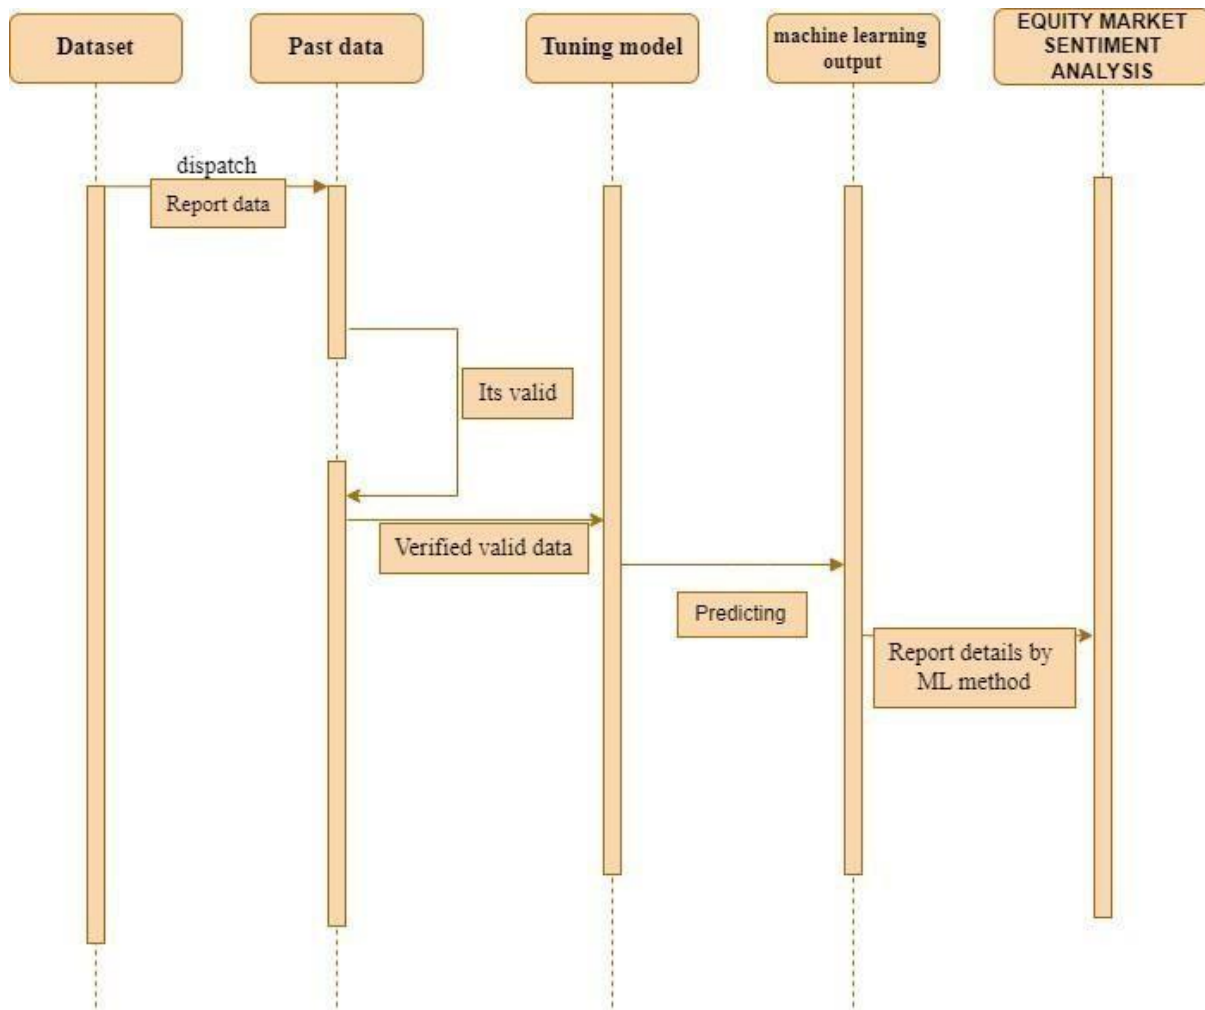 Dataset
Past data
Tuning model
machine learning
output
EQUITY MARKET
SENTIMENT
ANALYSIS
dispatch
Report data
Its valid
Verified valid data
Predicting
Report details by
ML method